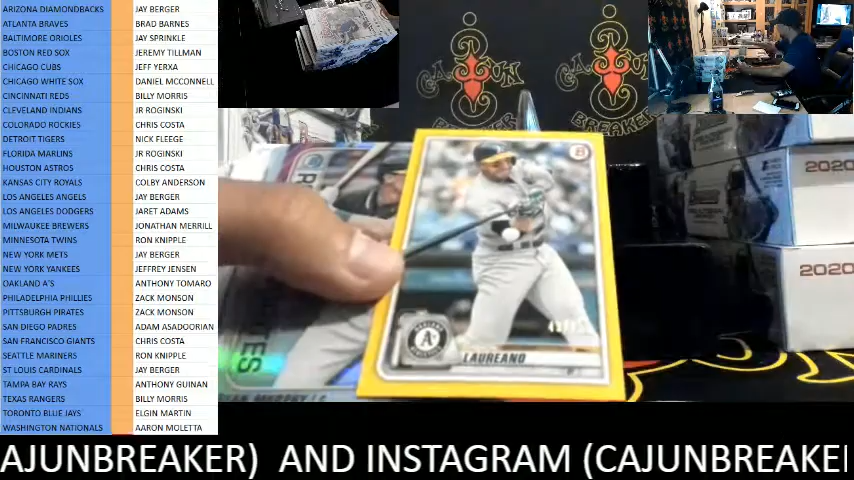 ARIZONA DIAMONDBACKS JAY BERGER
ATLANTA BRAVES BRAD BARNES
BALTIMORE ORIOLES JAY SPRINKLE
BOSTON RED SOX JEREMY TILLMAN
CHICAGO CUBS JEFF YERXA
CHICAGO WHITE SOX DANIEL MCCONNELL
CINCINNATI REDS BILLY MORRIS
CLEVELAND INDIANS JR ROGINSKI
COLORADO ROCKIES CHRIS COSTA
DETROIT TIGERS NICK FLEEGE
FLORIDA MARLINS JR ROGINSKI
HOUSTON ASTROS CHRIS COSTA
KANSAS CITY ROYALS COLBY ANDERSON
LOS ANGELES ANGELS JAY BERGER
LOS ANGELES DODGERS JARET ADAMS
MILWAUKEE BREWERS JONATHAN MERRILL
MINNESOTA TWINS RON KNIPPLE
NEW YORK METS JAY BERGER
NEW YORK YANKEES JEFFREY JENSEN
OAKLAND A'S ANTHONY TOMARO
PHILADELPHIA PHILLIES ZACK MONSON
PITTSBURGH PIRATES ZACK MONSON
SAN DIEGO PADRES ADAM ASADOORIAN
SAN FRANCISCO GIANTS CHRIS COSTA
SEATTLE MARINERS RON KNIPPLE
ST LOUIS CARDINALS JAY BERGER
TAMPA BAY RAYS ANTHONY GUINAN
TEXAS RANGERS BILLY MORRIS
TORONTO BLUE JAYS ELGIN MARTIN
WASHINGTON NATIONALS AARON MOLETTA
CAJUN
BREAKER
CAJUN
BREAKER
2020
2020
B
A's
LAUREANO
AJUNBREAKER) AND INSTAGRAM (CAJUNBREAKE